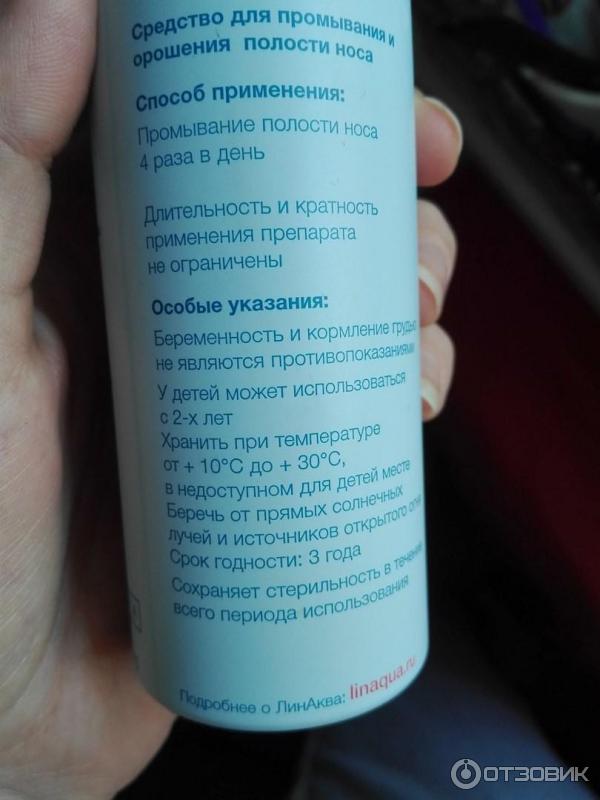 Средство для промывания и
орошения полости носа
Способ применения:
Промывание полости носа
4 раза в день
Длительность и кратность
применения препарата
не ограничены
Особые указания:
Беременность и кормление грудью
не являются противопоказаниями
У детей может использоваться
с 2-х лет
Хранить при температуре
от + 10°С до + 30°С,
в недоступном для детей месте
Беречь от прямых солнечных
лучей и источников открытого огня
Срок годности: 3 года
Сохраняет стерильность в течение
всего периода использования
Подробнее о ЛинАква: linaqua.ru
ОТЗОВИК